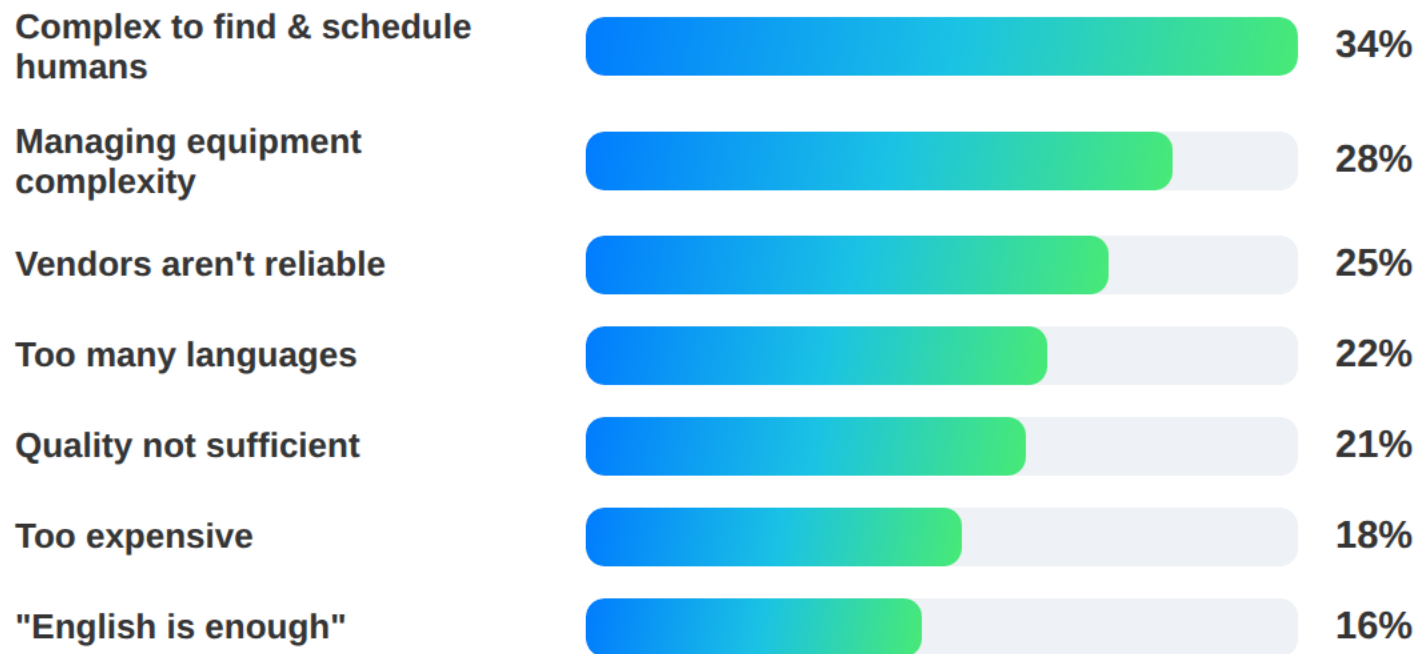 Complex to find & schedule
humans
34%
Managing equipment
complexity
28%
Vendors aren't reliable
25%
Too many languages
22%
Quality not sufficient
21%
Too expensive
18%
"English is enough"
16%